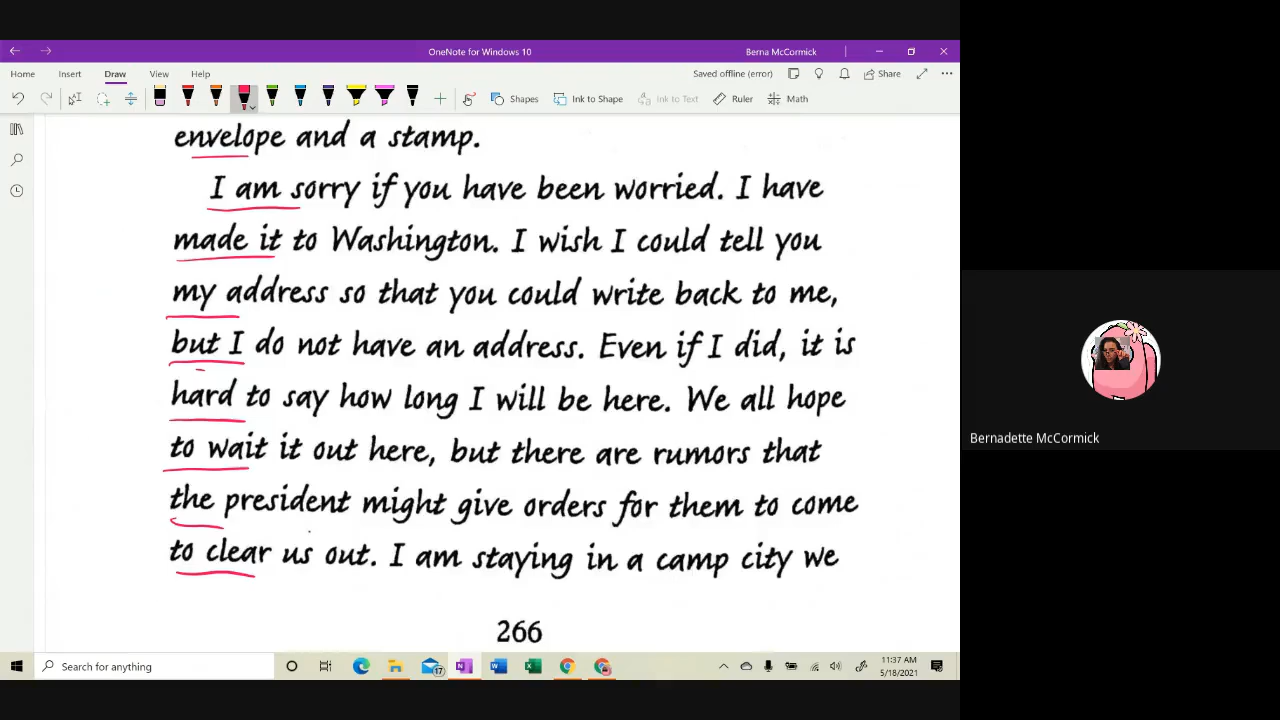 OneNote for Windows 10
Berna McCormick
Home Insert Draw View Help
Saved offline (error) Share
Shapes Ink to Shape Ink to Text Ruler Math
envelope and a stamp.
I am sorry if you have been worried. I have
made it to Washington. I wish I could tell you
my address so that you could write back to me,
but I do not have an address. Even if I did, it is
hard to say how long I will be here. We all hope
to wait it out here, but there are rumors that
the president might give orders for them to come
to clear us out. I am staying in a camp city we
266
Bernadette McCormick
Search for anything
17
11:37 AM
5/18/2021